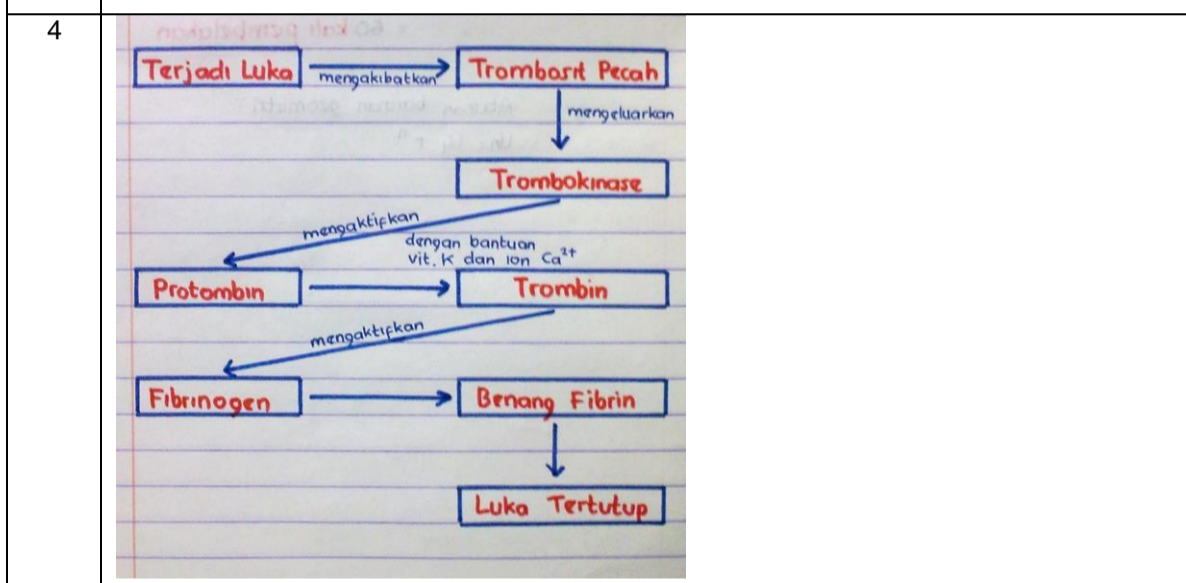 4
Terjadi Luka mengakibatkan Trombosit Pecah
mengeluarkan
Trombokinase
mengaktifkan
dengan bantuan
vit. K dan ion Ca²⁺
Protombin Trombin
mengaktifkan
Fibrinogen Benang Fibrin
Luka Tertutup